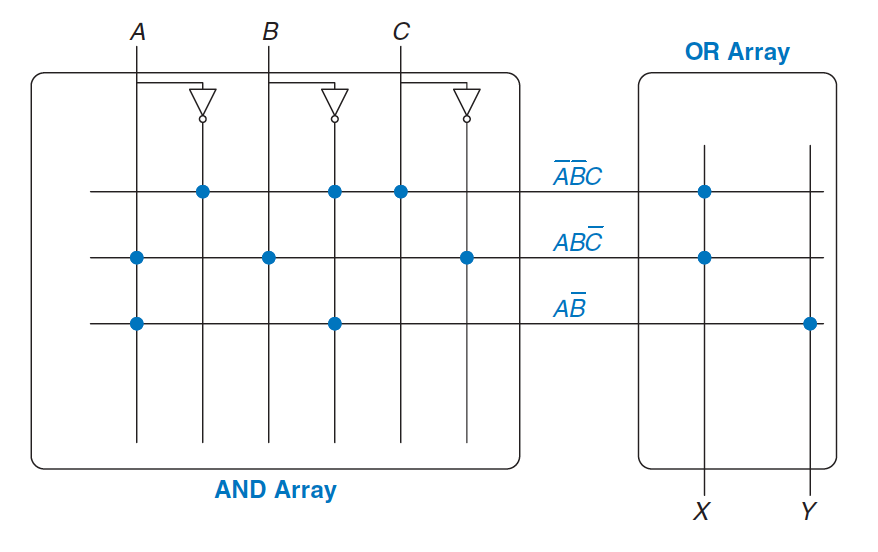 A B C
OR Array
A̅B̅C
ABC̅
AB̅
AND Array
X Y